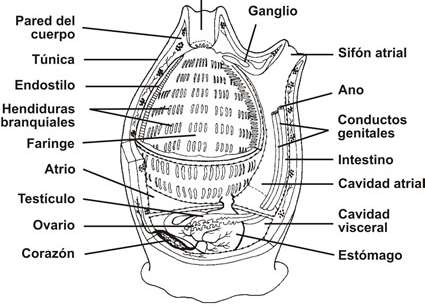 Pared del
cuerpo
Túnica
Endostilo
Hendiduras
branquiales
Faringe
Atrio
Testículo
Ovario
Corazón
Ganglio
Sifón atrial
Ano
Conductos
genitales
Intestino
Cavidad atrial
Cavidad
visceral
Estómago